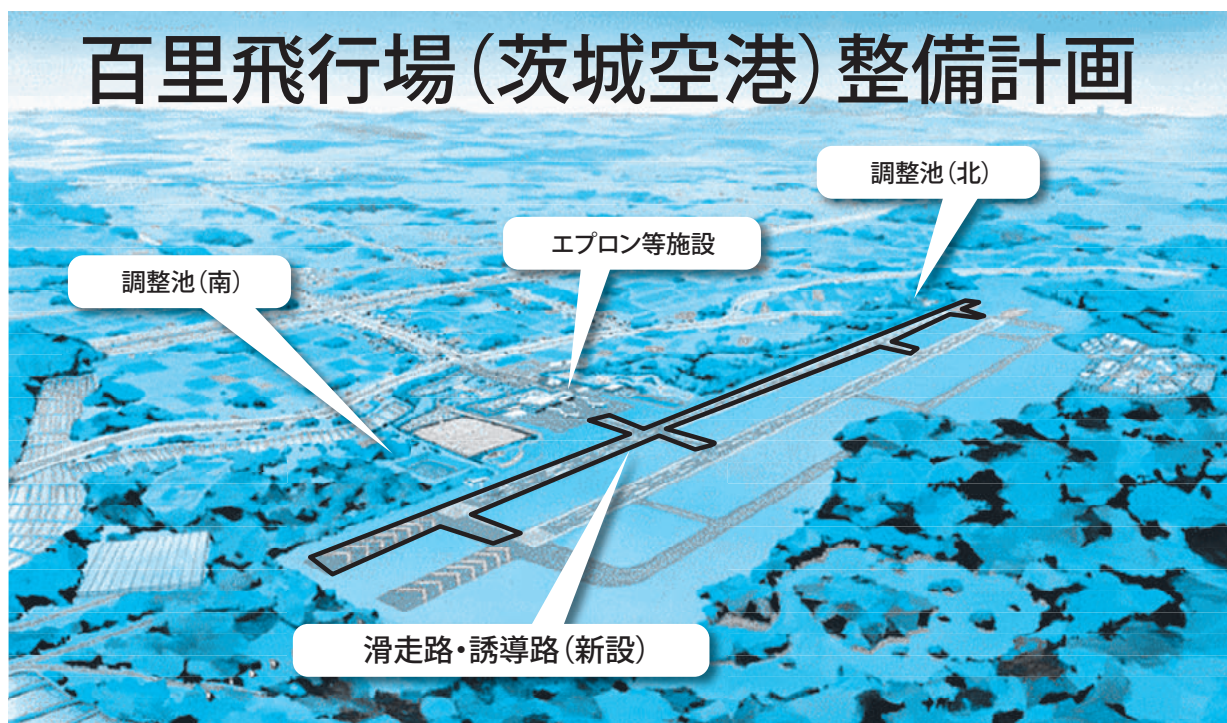 百里飛行場（茨城空港）整備計画
調整池（北）
エプロン等施設
調整池（南）
滑走路・誘導路（新設）